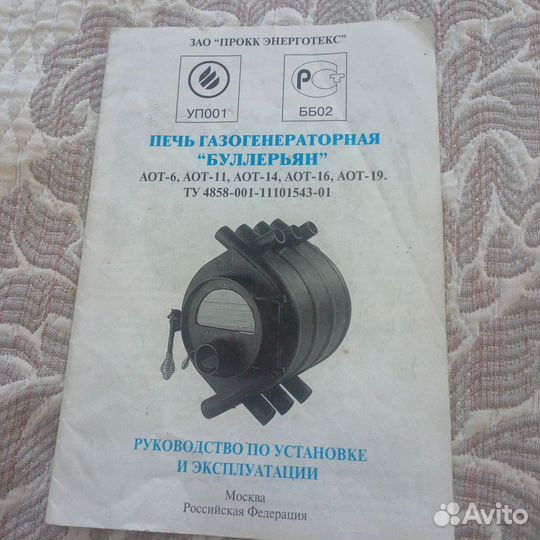 ЗАО "ПРОКК ЭНЕРГОТЕКС"
УП001
РСТ
ББ02
ПЕЧЬ ГАЗОГЕНЕРАТОРНАЯ
"БУЛЛЕРЬЯН"
АОТ-6, АОТ-11, АОТ-14, АОТ-16, АОТ-19.
ТУ 4858-001-11101543-01
РУКОВОДСТВО ПО УСТАНОВКЕ
И ЭКСПЛУАТАЦИИ
Москва
Российская Федерация
Avito